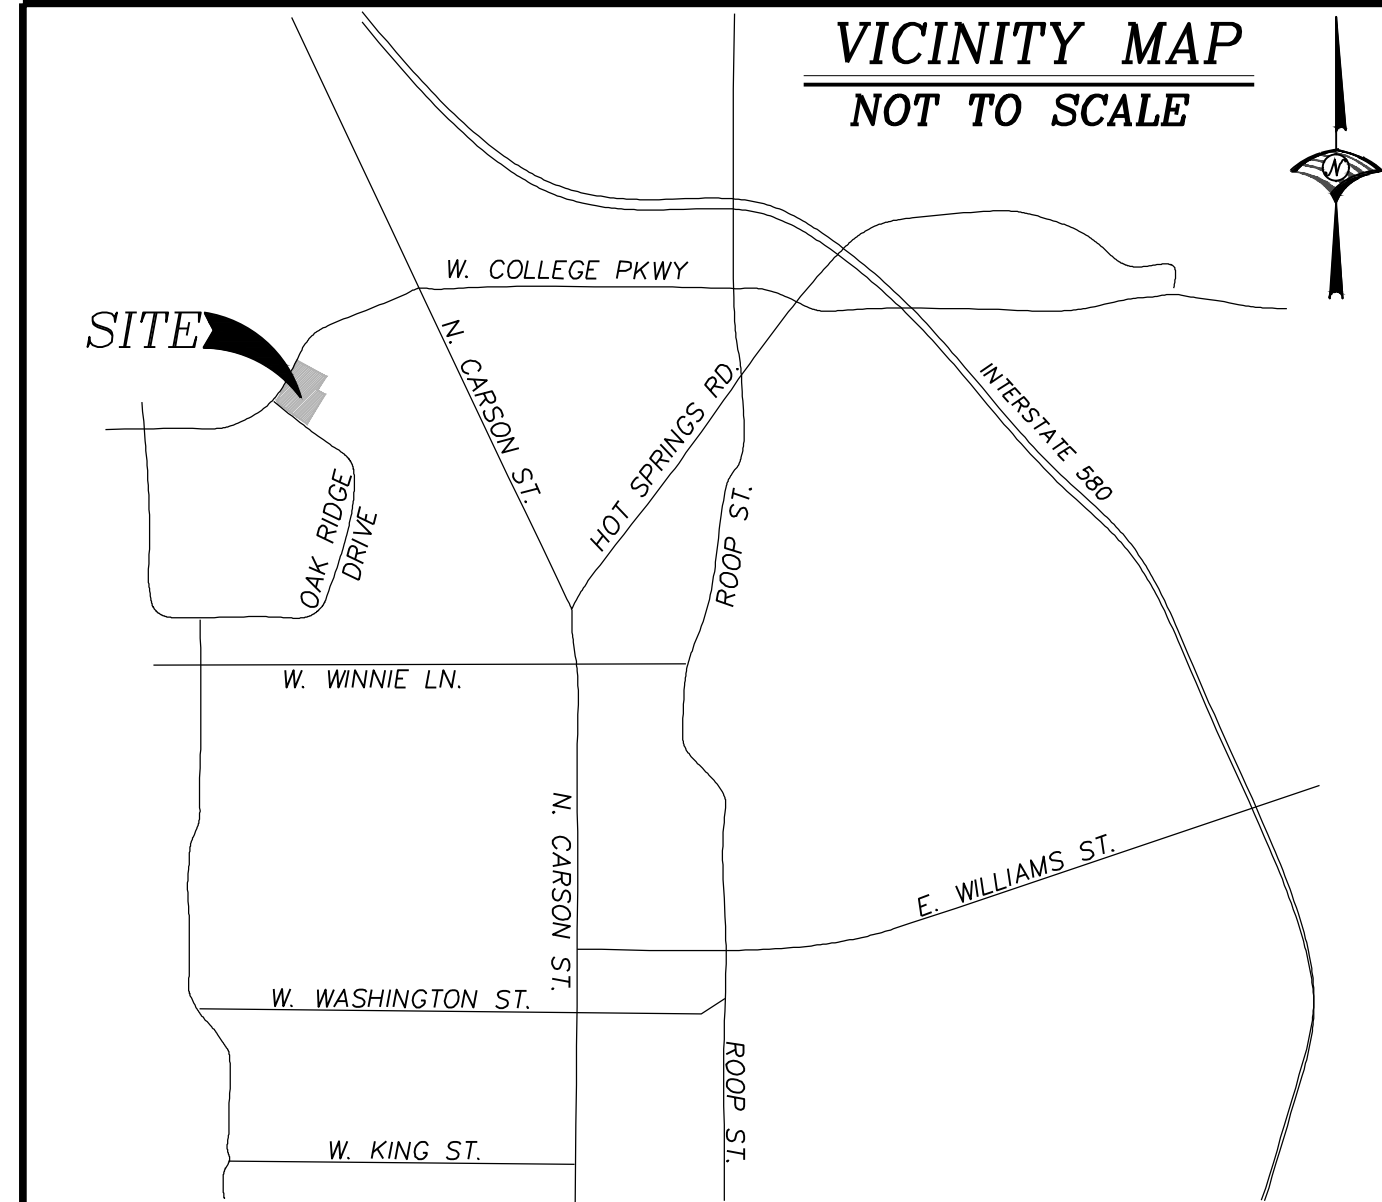 VICINITY MAP
NOT TO SCALE
N
W. COLLEGE PKWY
SITE
N. CARSON ST.
HOT SPRINGS RD.
INTERSTATE 580
OAK RIDGE
DRIVE
ROOP ST.
W. WINNIE LN.
N. CARSON ST.
E. WILLIAMS ST.
W. WASHINGTON ST.
ROOP ST.
W. KING ST.